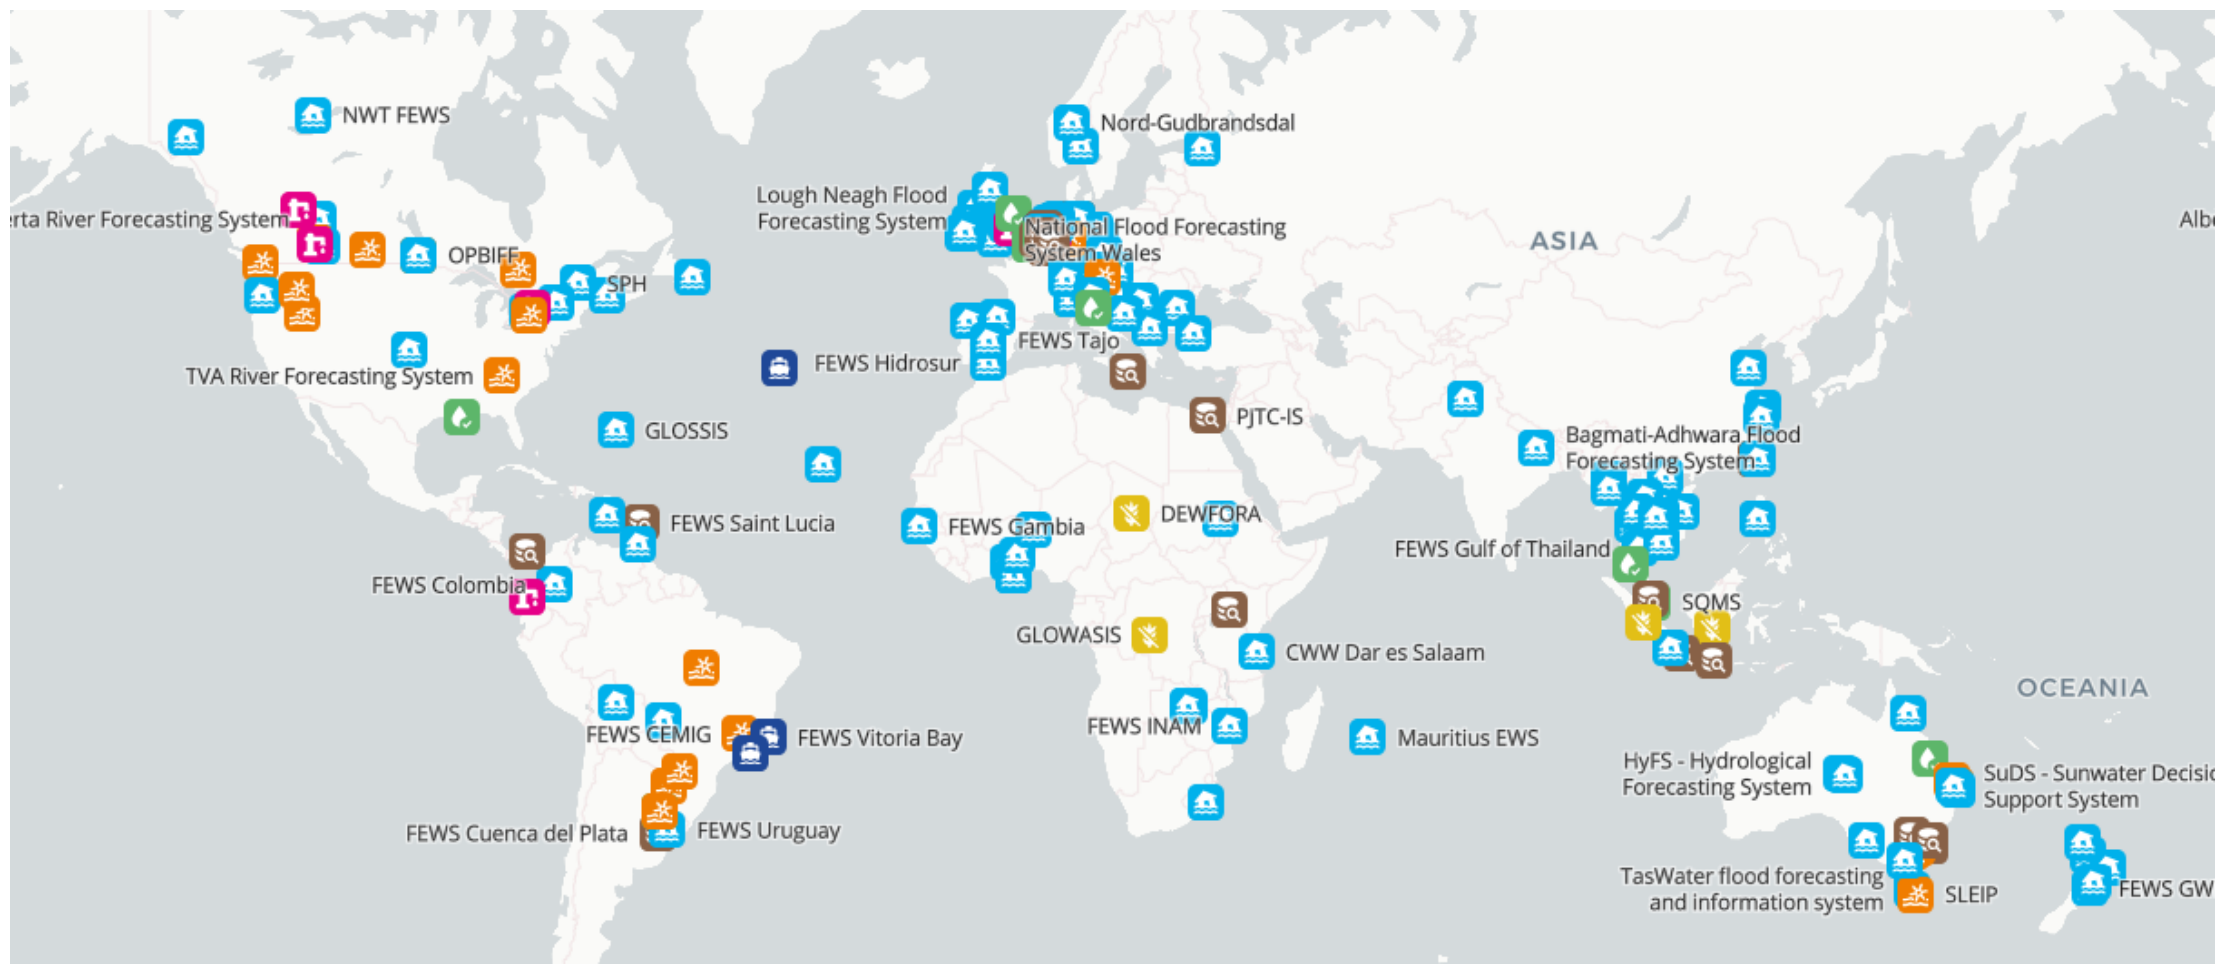 NWT FEWS
Nord-Gudbrandsdal
Lough Neagh Flood
Forecasting System
erta River Forecasting System
National Flood Forecasting
System Wales
Albe
ASIA
OPBIFF
SPH
FEWS Tajo
FEWS Hidrosur
TVA River Forecasting System
PJTC-IS
GLOSSIS
Bagmati-Adhwara Flood
Forecasting System
FEWS Saint Lucia
FEWS Gambia
DEWFORA
FEWS Gulf of Thailand
FEWS Colombia
SQMS
GLOWASIS
CWW Dar es Salaam
OCEANIA
FEWS CEMIG
FEWS Vitoria Bay
FEWS INAM
Mauritius EWS
HyFS - Hydrological
Forecasting System
SuDS - Sunwater Decisio
Support System
FEWS Cuenca del Plata
FEWS Uruguay
TasWater flood forecasting
and information system
SLEIP
FEWS GW